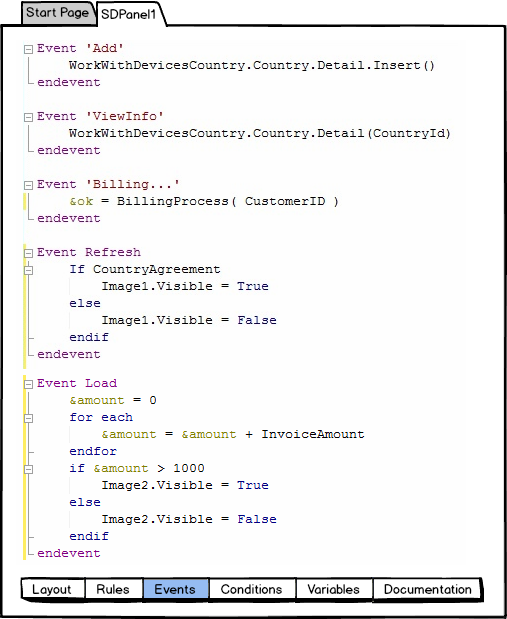 Start Page SDPanel1
Event 'Add'
WorkWithDevicesCountry.Country.Detail.Insert()
endevent
Event 'ViewInfo'
WorkWithDevicesCountry.Country.Detail(CountryId)
endevent
Event 'Billing...'
&ok = BillingProcess( CustomerID )
endevent
Event Refresh
If CountryAgreement
Image1.Visible = True
else
Image1.Visible = False
endif
endevent
Event Load
&amount = 0
for each
&amount = &amount + InvoiceAmount
endfor
if &amount > 1000
Image2.Visible = True
else
Image2.Visible = False
endif
endevent
Layout Rules Events Conditions Variables Documentation